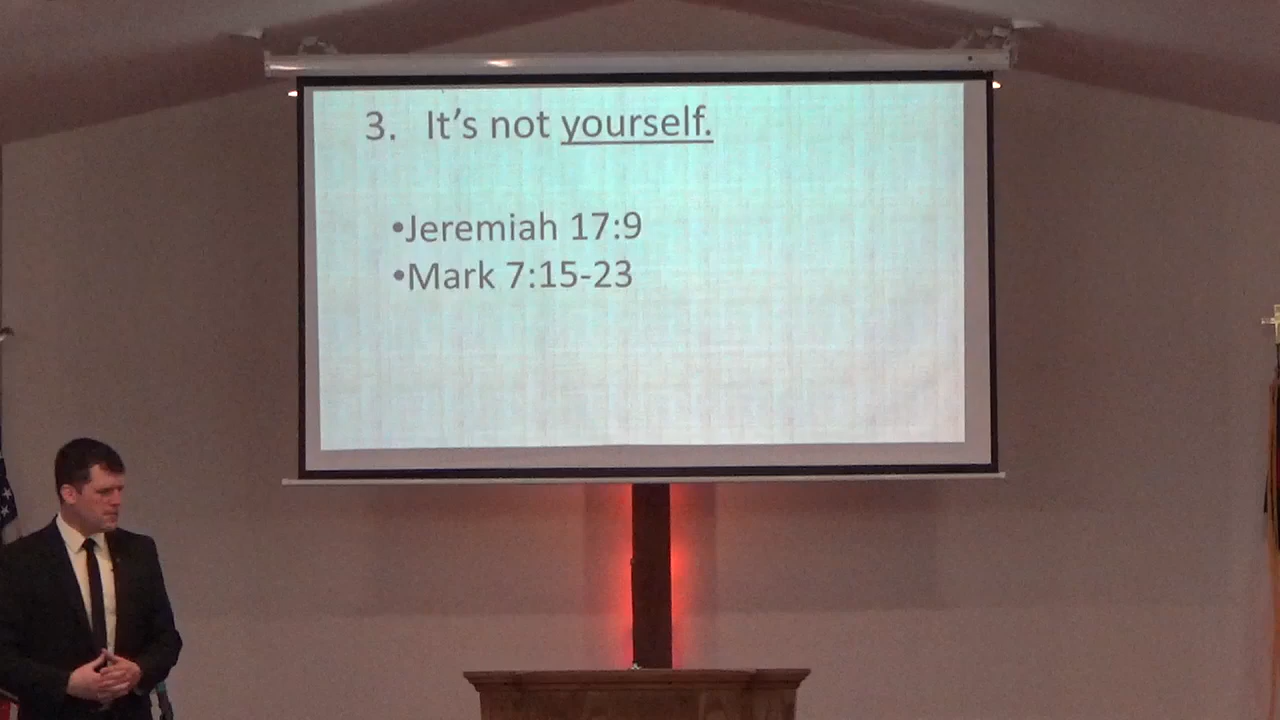 3. It's not yourself.
•Jeremiah 17:9
•Mark 7:15-23